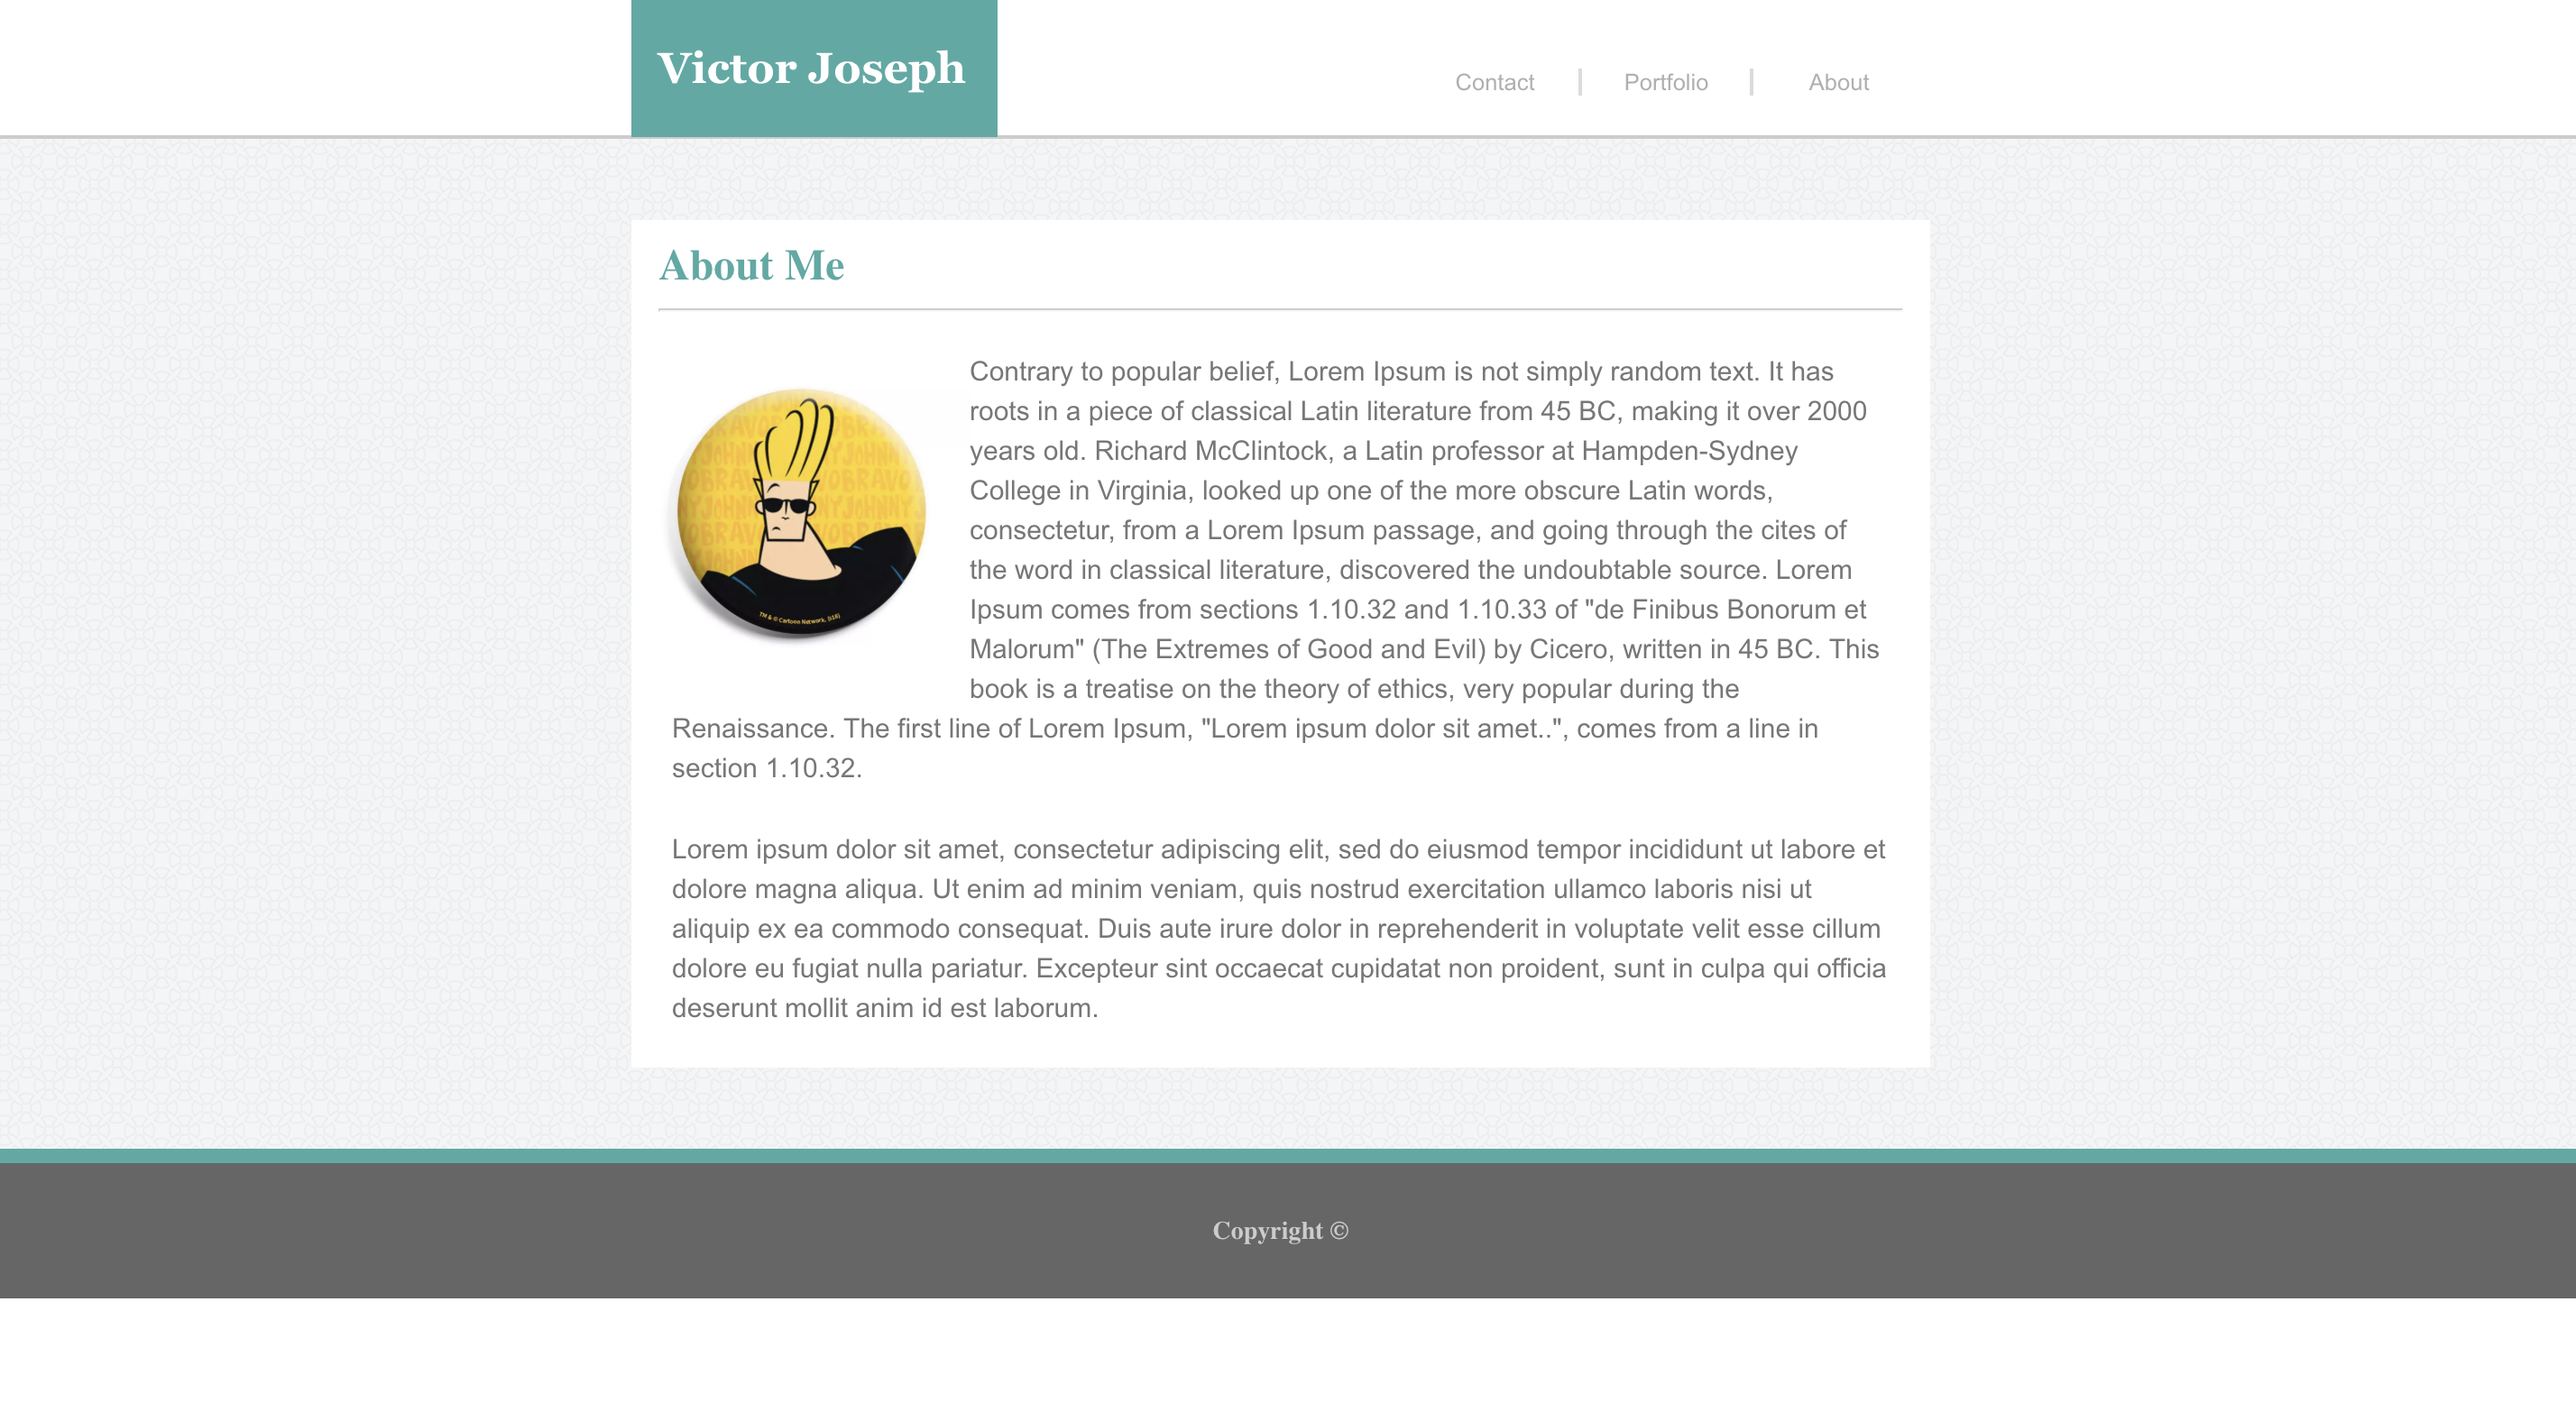 Victor Joseph
Contact
Portfolio
About
About Me
Contrary to popular belief, Lorem Ipsum is not simply random text. It has
roots in a piece of classical Latin literature from 45 BC, making it over 2000
years old. Richard McClintock, a Latin professor at Hampden-Sydney
College in Virginia, looked up one of the more obscure Latin words,
consectetur, from a Lorem Ipsum passage, and going through the cites of
the word in classical literature, discovered the undoubtable source. Lorem
Ipsum comes from sections 1.10.32 and 1.10.33 of "de Finibus Bonorum et
Malorum" (The Extremes of Good and Evil) by Cicero, written in 45 BC. This
book is a treatise on the theory of ethics, very popular during the
Renaissance. The first line of Lorem Ipsum, "Lorem ipsum dolor sit amet..", comes from a line in
section 1.10.32.
TM & © Cartoon Network.
Lorem ipsum dolor sit amet, consectetur adipiscing elit, sed do eiusmod tempor incididunt ut labore et
dolore magna aliqua. Ut enim ad minim veniam, quis nostrud exercitation ullamco laboris nisi ut
aliquip ex ea commodo consequat. Duis aute irure dolor in reprehenderit in voluptate velit esse cillum
dolore eu fugiat nulla pariatur. Excepteur sint occaecat cupidatat non proident, sunt in culpa qui officia
deserunt mollit anim id est laborum.
Copyright ©